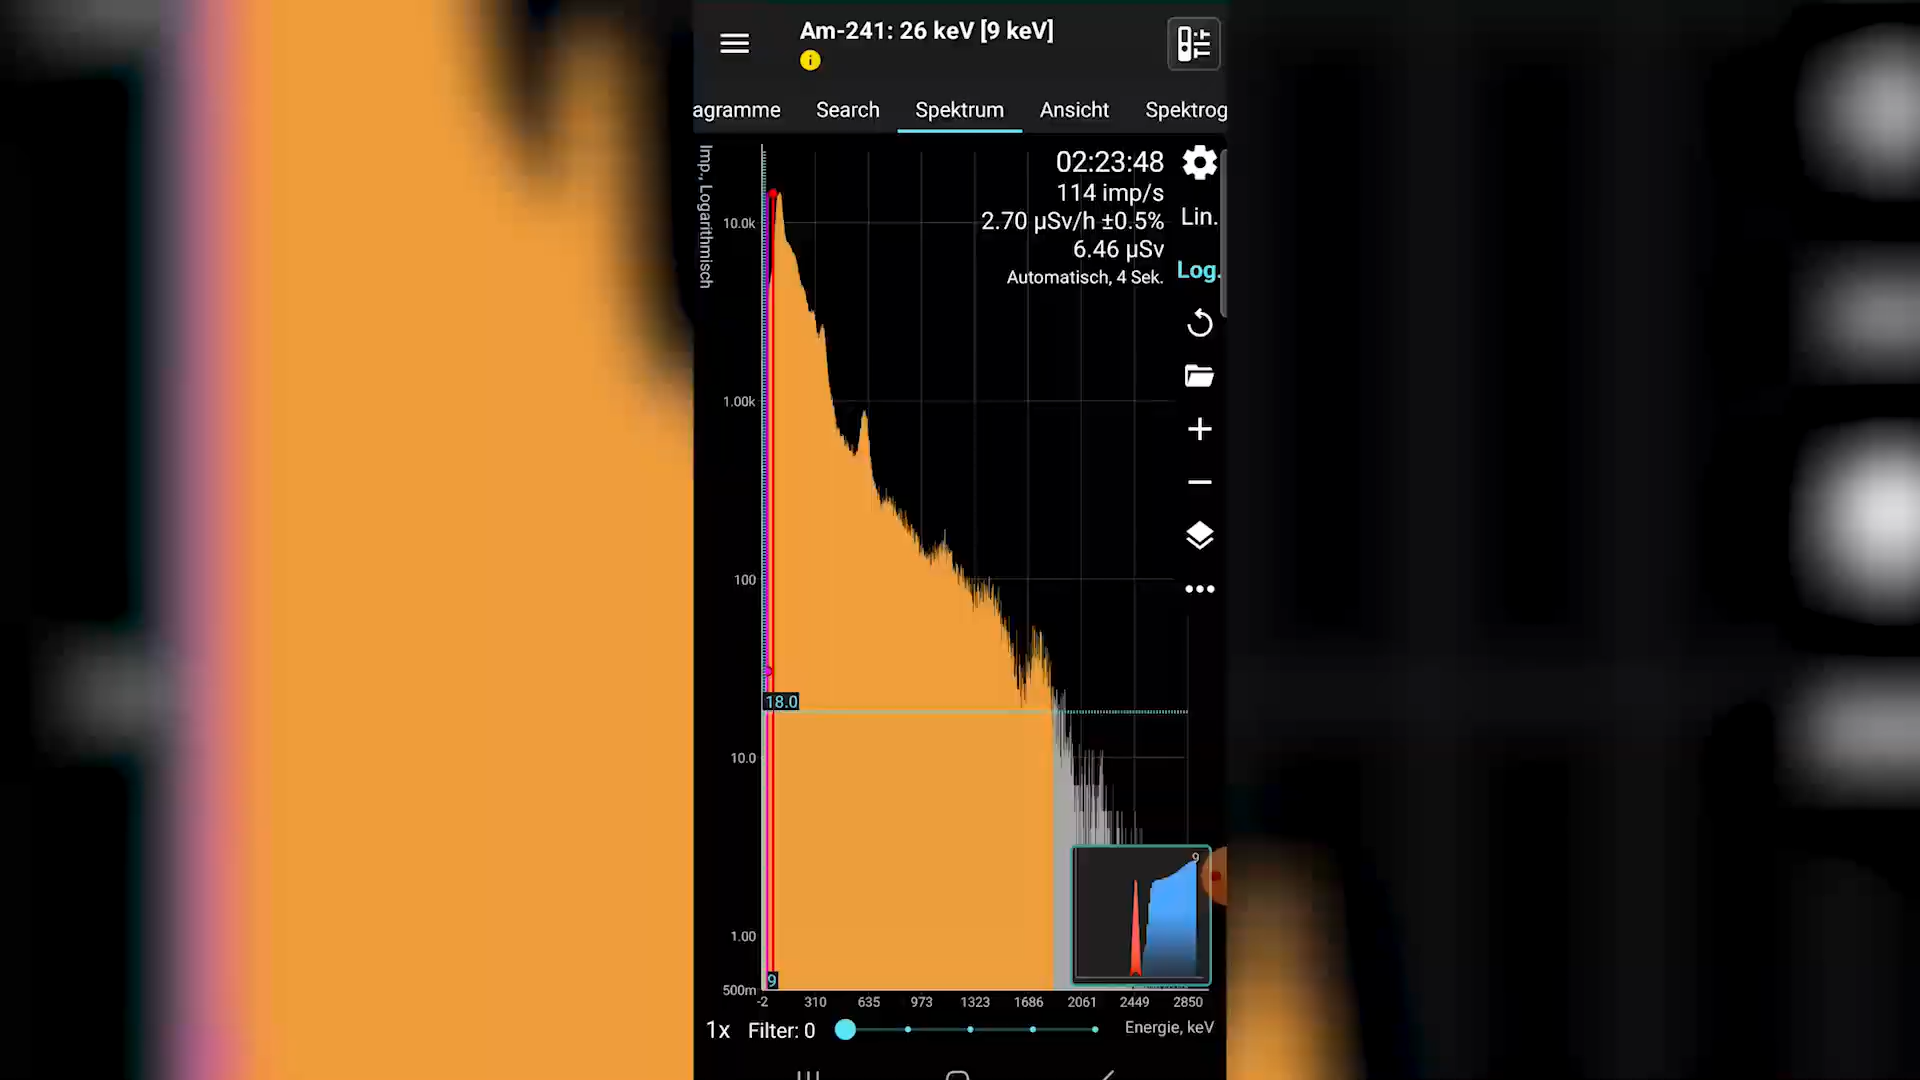 Am-241: 26 keV [9 keV]
agramme Search Spektrum Ansicht Spektrog
Imp., Logarithmisch
02:23:48
114 imp/s
2.70 µSv/h ±0.5%
6.46 µSv
Automatisch, 4 Sek.
Lin.
Log.
10.0k
1.00k
100
18.0
10.0
1.00
500m
9
9
-2 310 635 973 1323 1686 2061 2449 2850
1x Filter: 0
Energie, keV